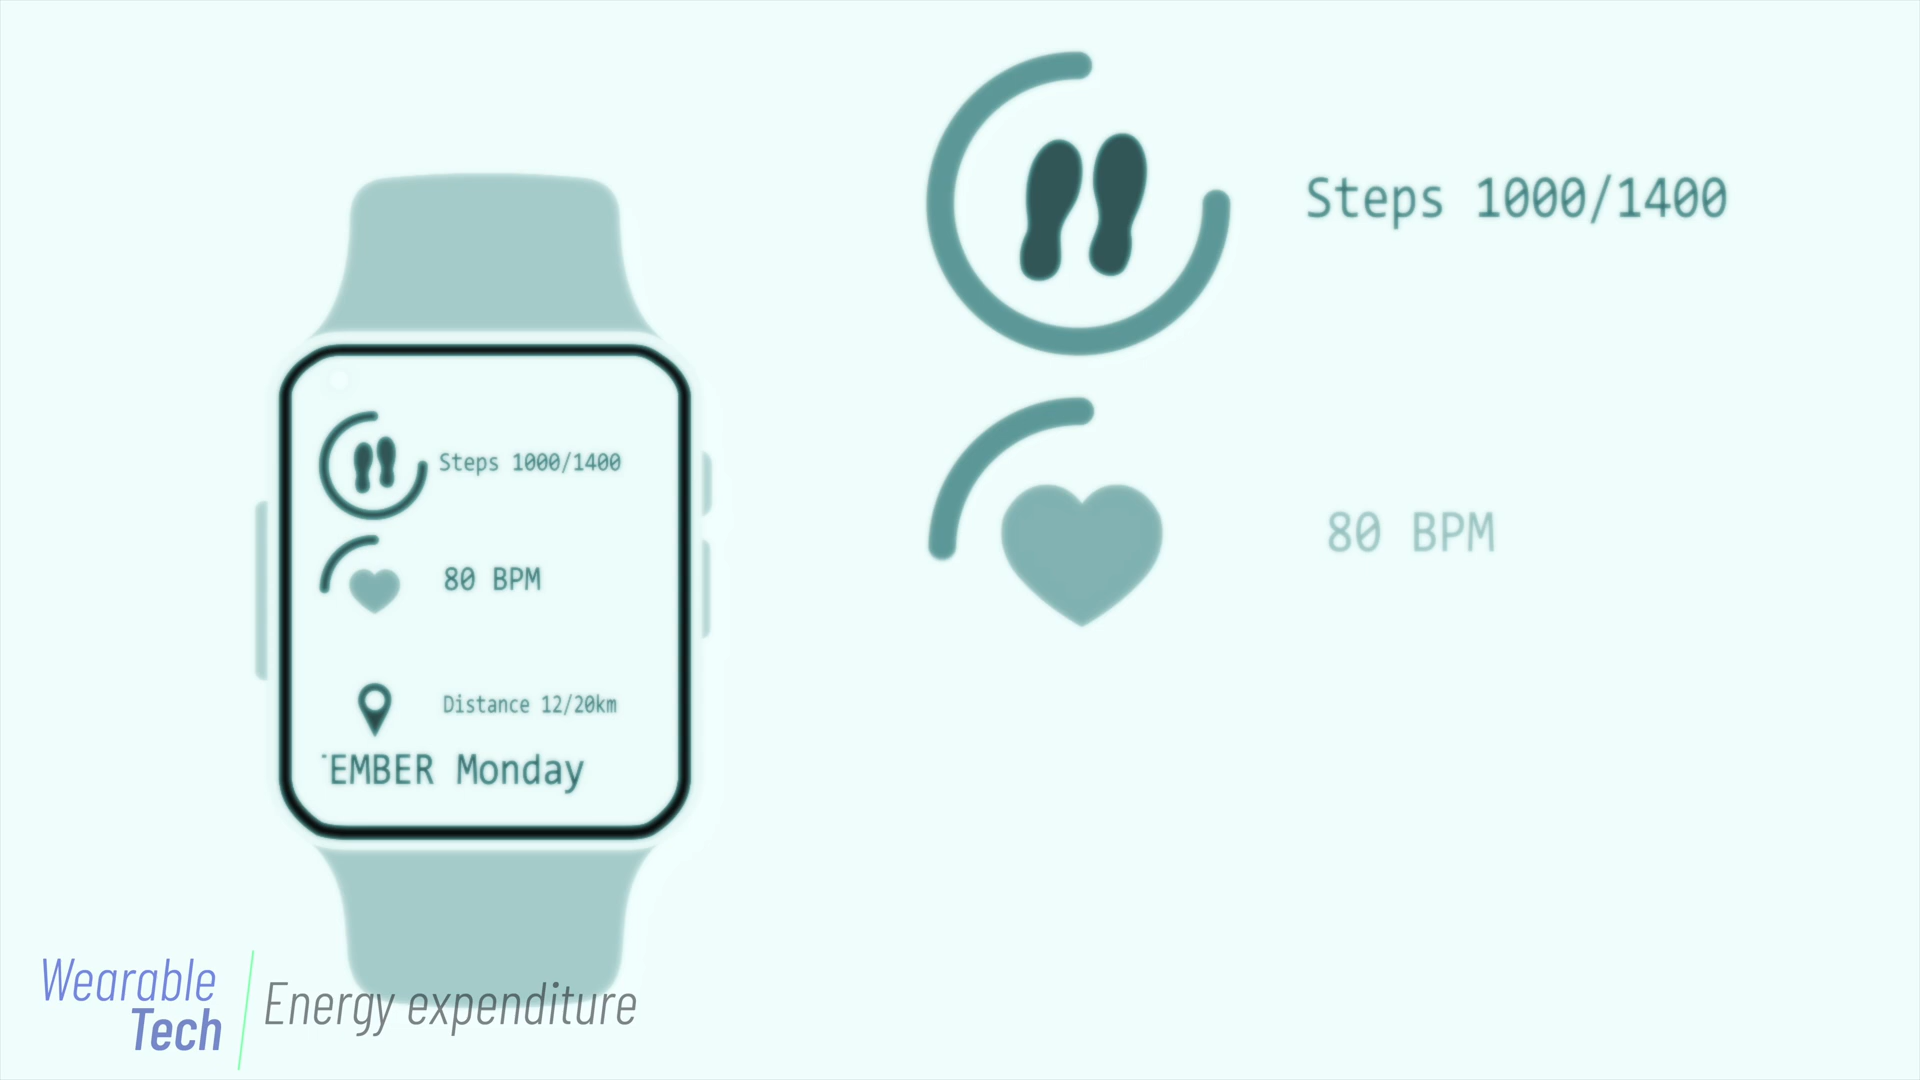 Steps 1000/1400
80 BPM
Distance 12/20km
EMBER Monday
Steps 1000/1400
80 BPM
Wearable
Tech
Energy expenditure